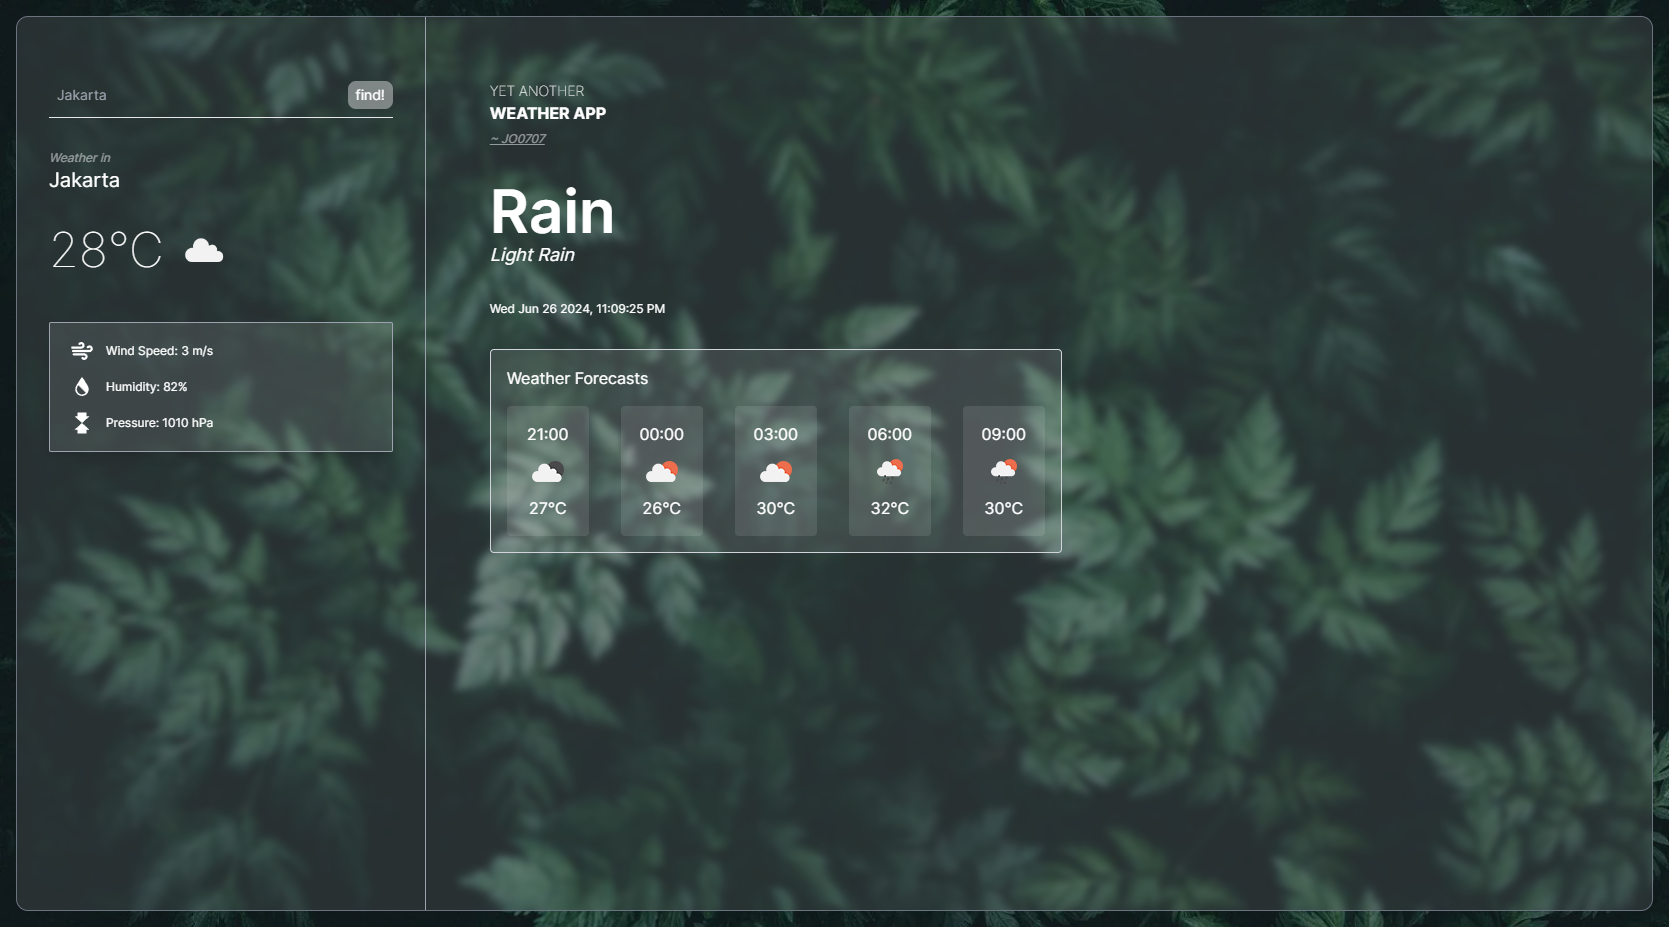 Jakarta
find!
Weather in
Jakarta
28°C
Wind Speed: 3 m/s
Humidity: 82%
Pressure: 1010 hPa
YET ANOTHER
WEATHER APP
~ JO0707
Rain
Light Rain
Wed Jun 26 2024, 11:09:25 PM
Weather Forecasts
21:00 00:00 03:00 06:00 09:00
27°C 26°C 30°C 32°C 30°C